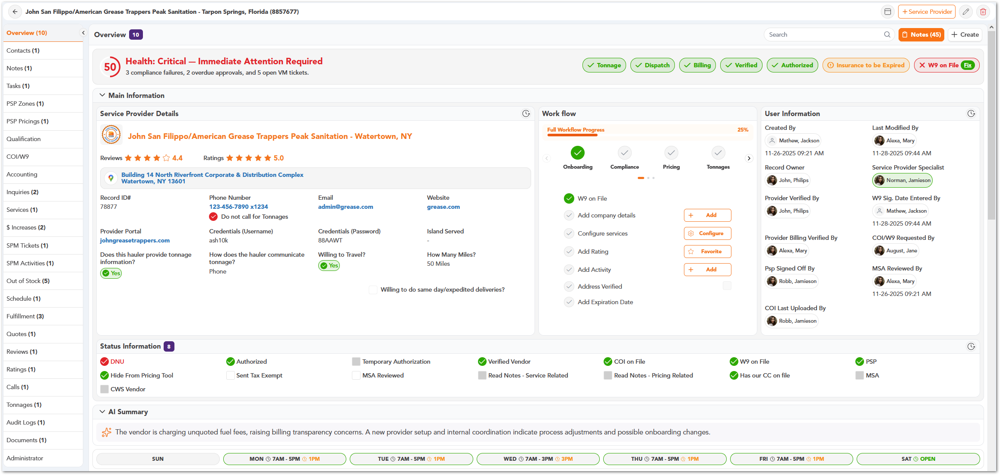 John San Filippo/American Grease Trappers Peak Sanitation - Tarpon Springs, Florida (8857677)
+ Service Provider
Overview (10)
Contacts (1)
Notes (1)
Tasks (1)
PSP Zones (1)
PSP Pricings (1)
Qualification
COI/W9
Accounting
Inquiries (2)
Services (1)
$ Increases (2)
SPM Tickets (1)
SPM Activities (1)
Out of Stock (5)
Schedule (1)
Fulfillment (3)
Quotes (1)
Reviews (1)
Ratings (1)
Calls (1)
Tonnages (1)
Audit Logs (1)
Documents (1)
Administrator
Overview 10
Search
Notes (45)
+ Create
50
Health: Critical — Immediate Attention Required
3 compliance failures, 2 overdue approvals, and 5 open VM tickets.
Tonnage
Dispatch
Billing
Verified
Authorized
Insurance to be Expired
W9 on File Fix
Main Information
Service Provider Details
John San Filippo/American Grease Trappers Peak Sanitation - Watertown, NY
Reviews 4.4
Ratings 5.0
Building 14 North Riverfront Corporate & Distribution Complex
Watertown, NY 13601
Record ID#
78877
Phone Number
123-456-7890 x1234
Do not call for Tonnages
Email
admin@grease.com
Website
grease.com
Provider Portal
johngreasetrappers.com
Credentials (Username)
ash10k
Credentials (Password)
88AAWT
Island Served
-
Does this hauler provide tonnage
information?
Yes
How does the hauler communicate
tonnage?
Phone
Willing to Travel?
Yes
How Many Miles?
50 Miles
Willing to do same day/expedited deliveries?
Work flow
Full Workflow Progress
25%
Onboarding
Compliance
Pricing
Tonnages
W9 on File
Add company details
+ Add
Configure services
Configure
Add Rating
Favorite
Add Activity
+ Add
Address Verified
Add Expiration Date
User Information
Created By
Mathew, Jackson
11-26-2025 09:21 AM
Last Modified By
Alexa, Mary
11-28-2025 09:44 AM
Record Owner
John, Philips
Service Provider Specialist
Norman, Jamieson
Provider Verified By
John, Philips
W9 Sig. Date Entered By
Mathew, Jackson
11-28-2025 09:44 AM
Provider Billing Verified By
Alexa, Mary
COI/W9 Requested By
August, Jane
Psp Signed Off By
Robb, Jamieson
MSA Reviewed By
Alexa, Mary
11-26-2025 09:21 AM
COI Last Uploaded By
Robb, Jamieson
Status Information 8
DNU
Authorized
Temporary Authorization
Verified Vendor
COI on File
W9 on File
PSP
Hide From Pricing Tool
Sent Tax Exempt
MSA Reviewed
Read Notes - Service Related
Read Notes - Pricing Related
Has our CC on file
MSA
CWS Vendor
AI Summary
The vendor is charging unquoted fuel fees, raising billing transparency concerns. A new provider setup and internal coordination indicate process adjustments and possible onboarding changes.
SUN
MON 7AM - 5PM 1PM
TUE 7AM - 5PM 1PM
WED 7AM - 3PM 3PM
THU 7AM - 5PM 1PM
FRI 7AM - 5PM 1PM
SAT OPEN